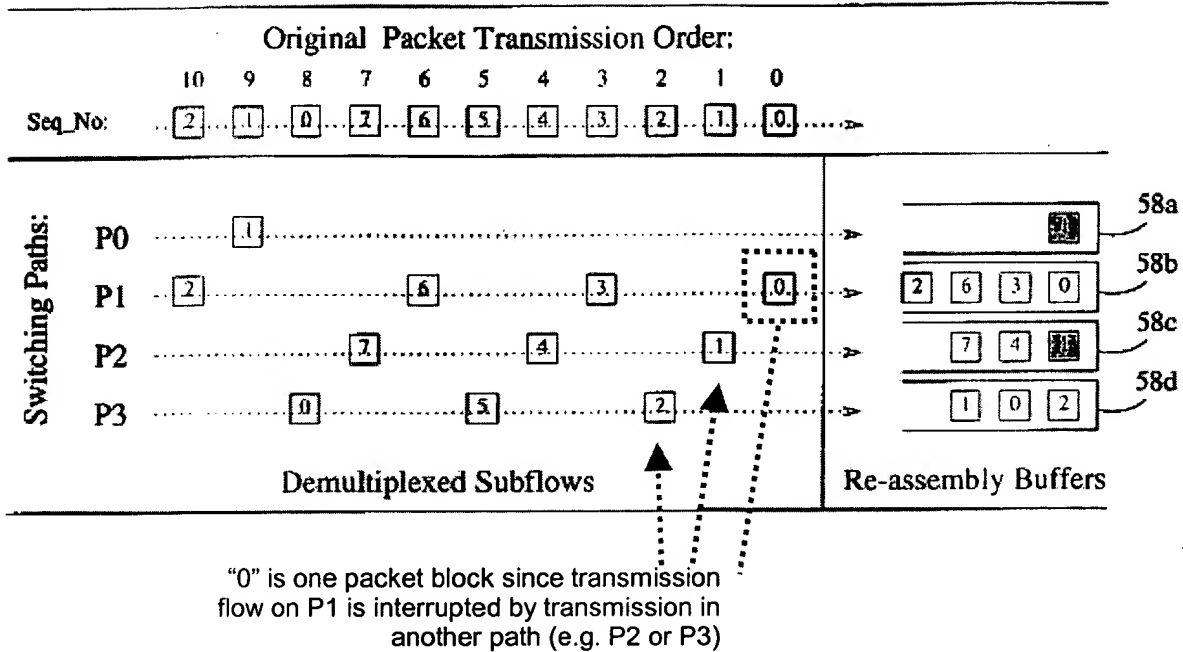 Original Packet Transmission Order:
10 9 8 7 6 5 4 3 2 1 0
Seq_No: 2 1 0 7 6 5 4 3 2 1 0
Switching Paths:
P0 1
58a
P1 2 6 3 0
2 6 3 0 58b
P2 7 4 1
7 4 58c
P3 0 5 2
1 0 2 58d
Demultiplexed Subflows
Re-assembly Buffers
"0" is one packet block since transmission
flow on P1 is interrupted by transmission in
another path (e.g. P2 or P3)